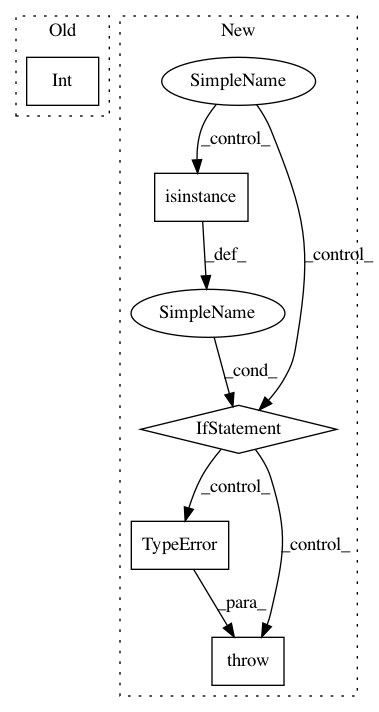 Old
New
Int
SimpleName
_control_
isinstance
_control_
_def_
SimpleName
_cond_
IfStatement
_control_
_control_
TypeError
_para_
throw